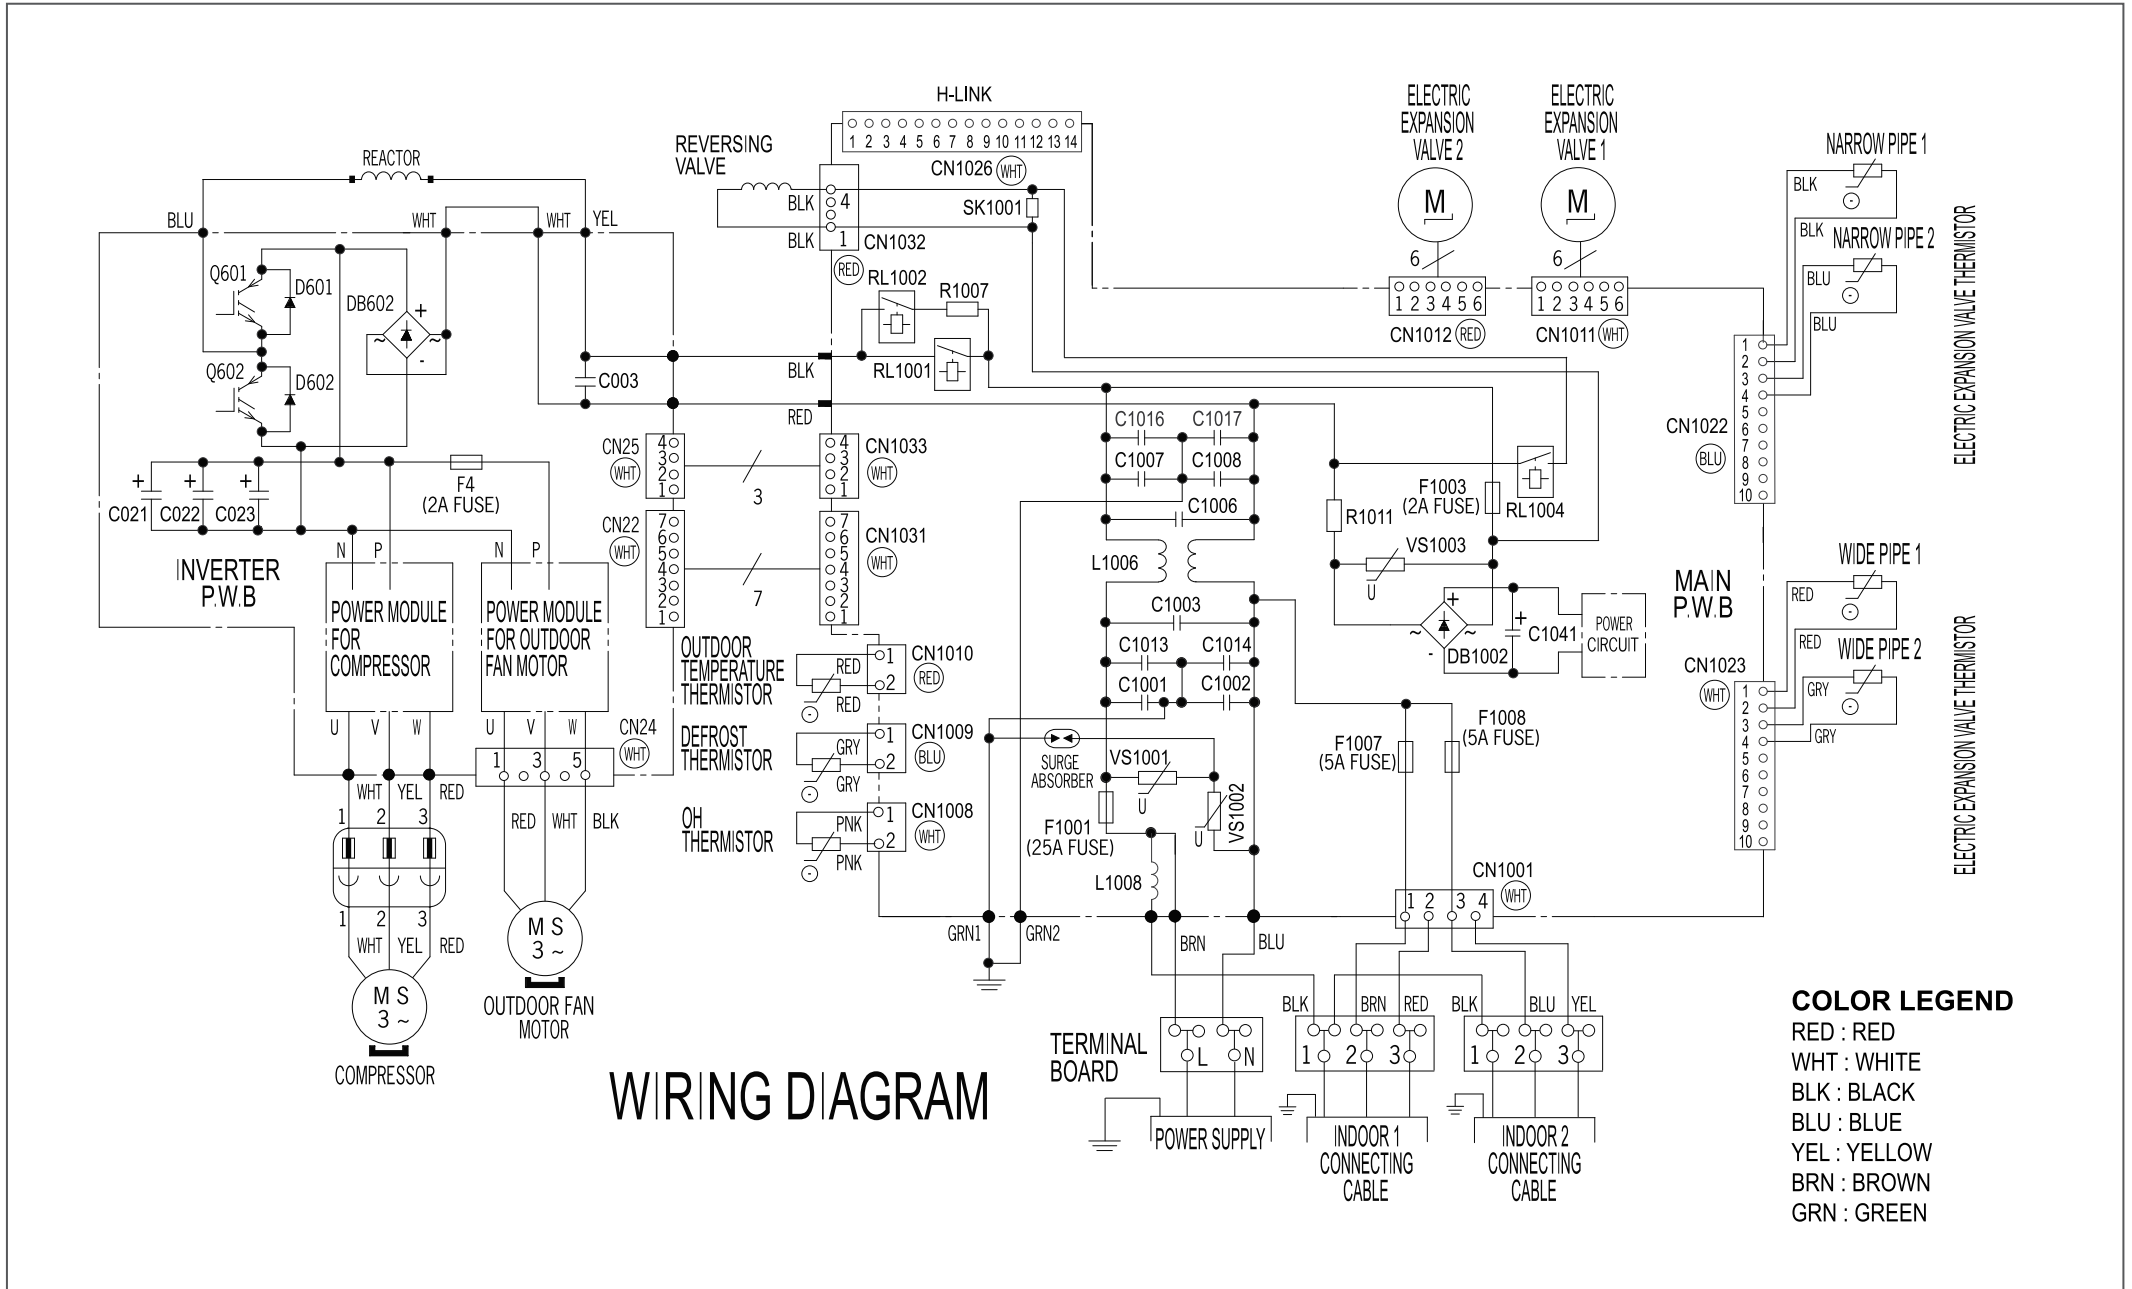 H-LINK
1 2 3 4 5 6 7 8 9 10 11 12 13 14
CN1026 WHT
REVERSING
VALVE
BLK
4
BLK
1
CN1032
RED
SK1001
ELECTRIC
EXPANSION
VALVE 2
M
6
1 2 3 4 5 6
CN1012 RED
ELECTRIC
EXPANSION
VALVE 1
M
6
1 2 3 4 5 6
CN1011 WHT
NARROW PIPE 1
BLK
-
BLK
NARROW PIPE 2
BLU
-
BLU
ELECTRIC EXPANSION VALVE THERMISTOR
1
2
3
4
5
6
7
8
9
10
CN1022
BLU
REACTOR
BLU
WHT
WHT
YEL
Q601
D601
DB602
+
~
~
-
Q602
D602
C003
RL1002
R1007
RL1001
BLK
RED
+
C021
+
C022
+
C023
F4
(2A FUSE)
CN25
WHT
4
3
2
1
3
4
3
2
1
CN1033
WHT
CN22
WHT
7
6
5
4
3
2
1
7
7
6
5
4
3
2
1
CN1031
WHT
C1016
C1017
C1007
C1008
C1006
L1006
C1003
C1013
C1014
C1001
C1002
R1011
F1003
(2A FUSE)
RL1004
VS1003
U
+
~
~
-
DB1002
+
C1041
POWER
CIRCUIT
MAIN
P.W.B
CN1023
WHT
1
2
3
4
5
6
7
8
9
10
WIDE PIPE 1
RED
-
RED
WIDE PIPE 2
GRY
-
GRY
ELECTRIC EXPANSION VALVE THERMISTOR
INVERTER
P.W.B
N P
POWER MODULE
FOR
COMPRESSOR
U V W
N P
POWER MODULE
FOR OUTDOOR
FAN MOTOR
U V W
CN24
WHT
1 3 5
WHT YEL RED
1 2 3
1 2 3
WHT YEL RED
M S
3 ~
COMPRESSOR
RED WHT BLK
M S
3 ~
OUTDOOR FAN
MOTOR
OUTDOOR
TEMPERATURE
THERMISTOR
RED
RED
-
1
2
CN1010
RED
DEFROST
THERMISTOR
GRY
GRY
-
1
2
CN1009
BLU
OH
THERMISTOR
PNK
PNK
-
1
2
CN1008
WHT
SURGE
ABSORBER
VS1001
U
VS1002
U
F1001
(25A FUSE)
L1008
F1007
(5A FUSE)
F1008
(5A FUSE)
CN1001
WHT
1 2 3 4
GRN1
GRN2
BRN
BLU
BLK BRN RED
BLK BLU YEL
TERMINAL
BOARD
L N
1 2 3
1 2 3
POWER SUPPLY
INDOOR 1
CONNECTING
CABLE
INDOOR 2
CONNECTING
CABLE
WIRING DIAGRAM
COLOR LEGEND
RED : RED
WHT : WHITE
BLK : BLACK
BLU : BLUE
YEL : YELLOW
BRN : BROWN
GRN : GREEN